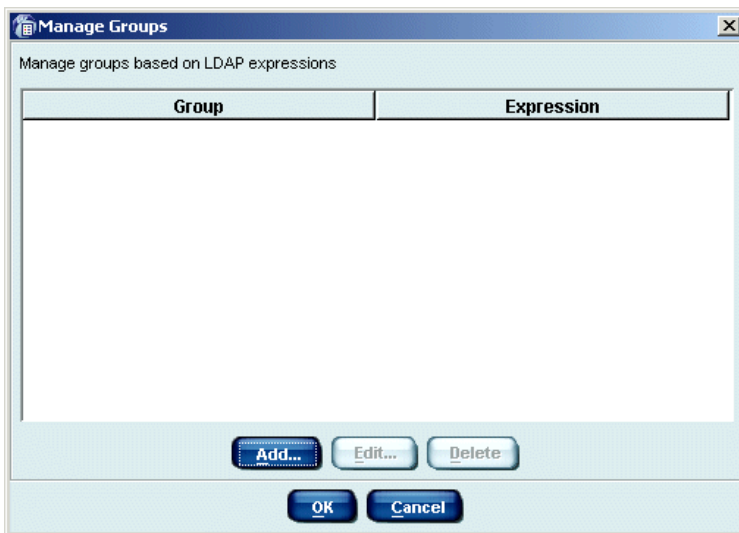 Manage Groups
Manage groups based on LDAP expressions
Group Expression
Add... Edit... Delete
OK Cancel